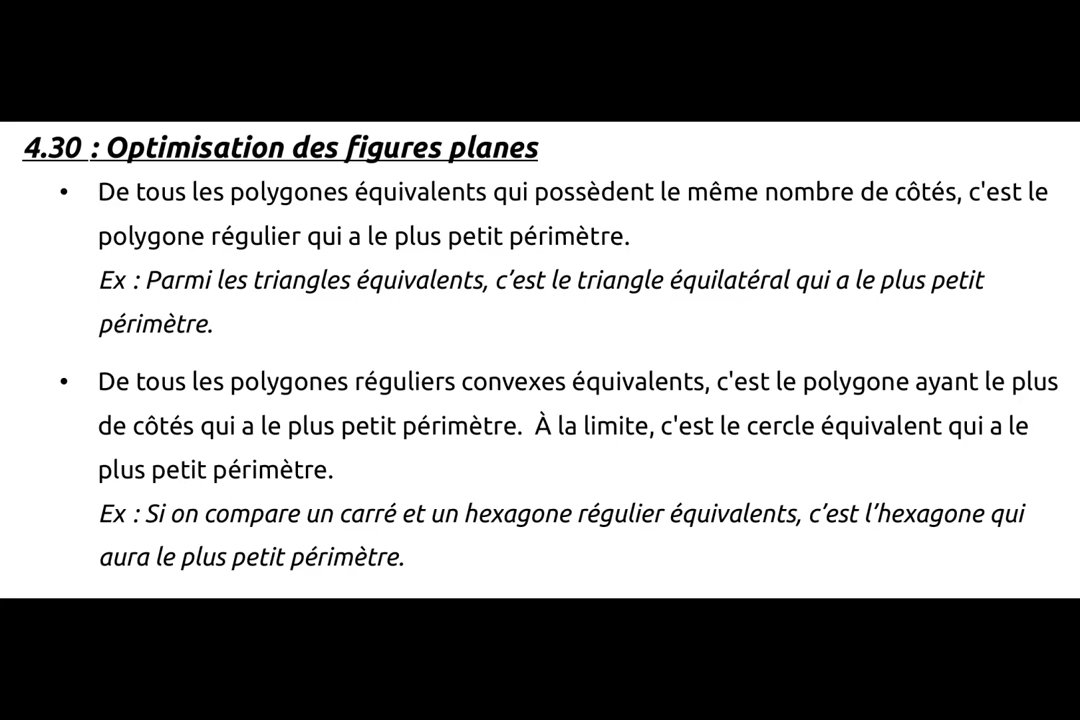 4.30 : Optimisation des figures planes
• De tous les polygones équivalents qui possèdent le même nombre de côtés, c'est le
polygone régulier qui a le plus petit périmètre.
Ex : Parmi les triangles équivalents, c’est le triangle équilatéral qui a le plus petit
périmètre.
• De tous les polygones réguliers convexes équivalents, c'est le polygone ayant le plus
de côtés qui a le plus petit périmètre. À la limite, c'est le cercle équivalent qui a le
plus petit périmètre.
Ex : Si on compare un carré et un hexagone régulier équivalents, c’est l’hexagone qui
aura le plus petit périmètre.